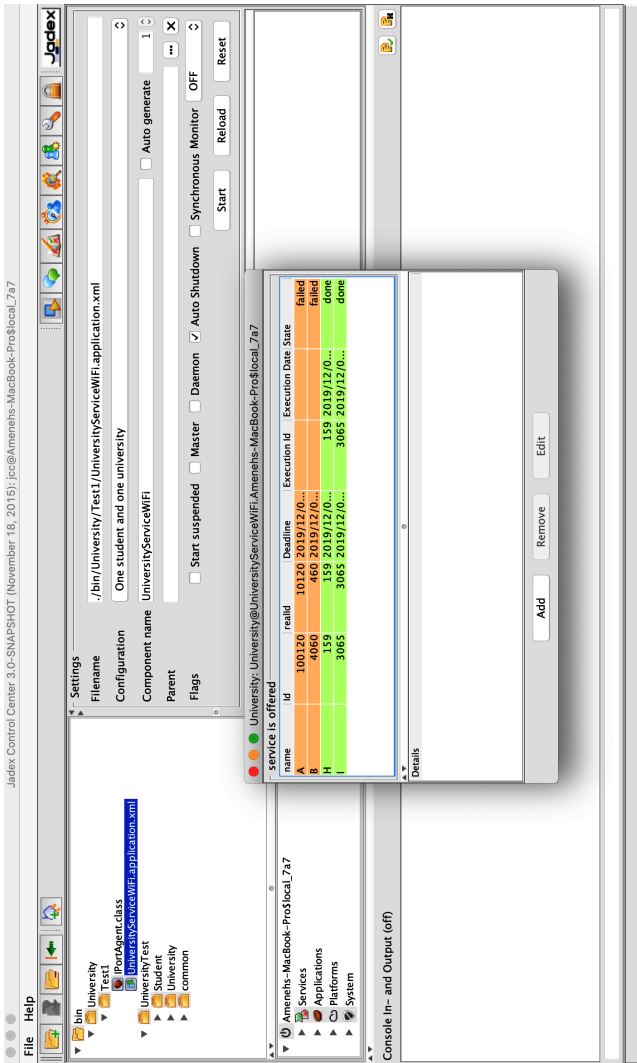 Jadex Control Center 3.0-SNAPSHOT (November 18, 2015): jcc@Amenehs-MacBook-Pro$local_7a7
File Help
Jadex
bin
University
Test1
IPortAgent.class
UniversityServiceWiFi.application.xml
UniversityTest
Student
University
common
Settings
Filename ./bin/University/Test1/UniversityServiceWiFi.application.xml ...
Configuration One student and one university
Component name UniversityServiceWiFi Auto generate 1
Parent ... X
Flags Start suspended Master Daemon Auto Shutdown Synchronous Monitor OFF
Start Reload Reset
Amenehs-MacBook-Pro$local_7a7
Services
Applications
Platforms
System
University: University@UniversityServiceWiFi.Amenehs-MacBook-Pro$local_7a7
service is offered
name Id realId Deadline Execution Id Execution Date State
A 100120 10120 2019/12/0... failed
B 4060 460 2019/12/0... failed
H 159 159 2019/12/0... 159 2019/12/0... done
I 3065 3065 2019/12/0... 3065 2019/12/0... done
Details
Add Remove Edit
Console In- and Output (off)